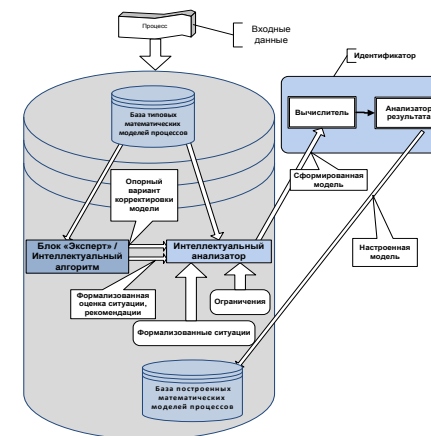 Процесс
Входные
данные
Идентификатор
Вычислитель
Анализатор
результата
База типовых
математических
моделей процессов
Сформированная
модель
Опорный
вариант
корректировки
модели
Блок «Эксперт» /
Интеллектуальный
алгоритм
Интеллектуальный
анализатор
Настроенная
модель
Формализованная
оценка ситуации,
рекомендации
Ограничения
Формализованные ситуации
База построенных
математических
моделей процессов